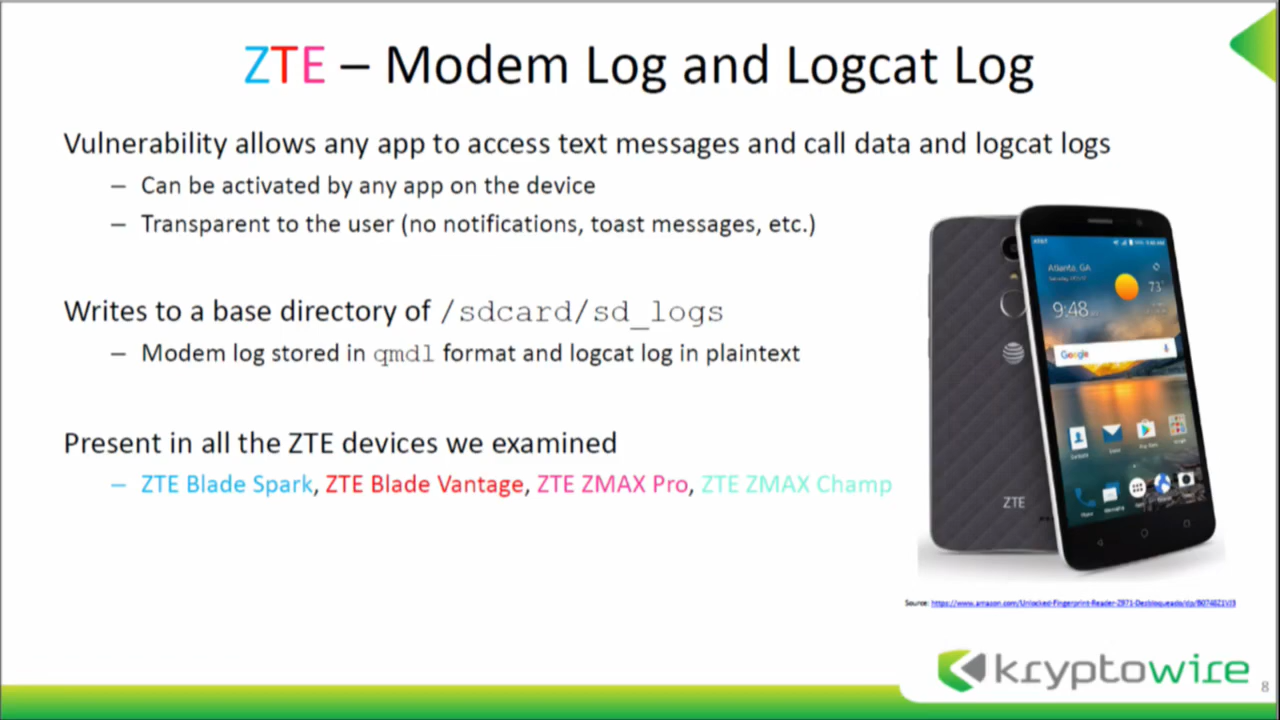 ZTE – Modem Log and Logcat Log
Vulnerability allows any app to access text messages and call data and logcat logs
– Can be activated by any app on the device
– Transparent to the user (no notifications, toast messages, etc.)
Writes to a base directory of /sdcard/sd_logs
– Modem log stored in qmdl format and logcat log in plaintext
Present in all the ZTE devices we examined
– ZTE Blade Spark, ZTE Blade Vantage, ZTE ZMAX Pro, ZTE ZMAX Champ
AT&T
Atlanta, GA
73°
9:48
Google
ZTE
Source:
kryptowire
8